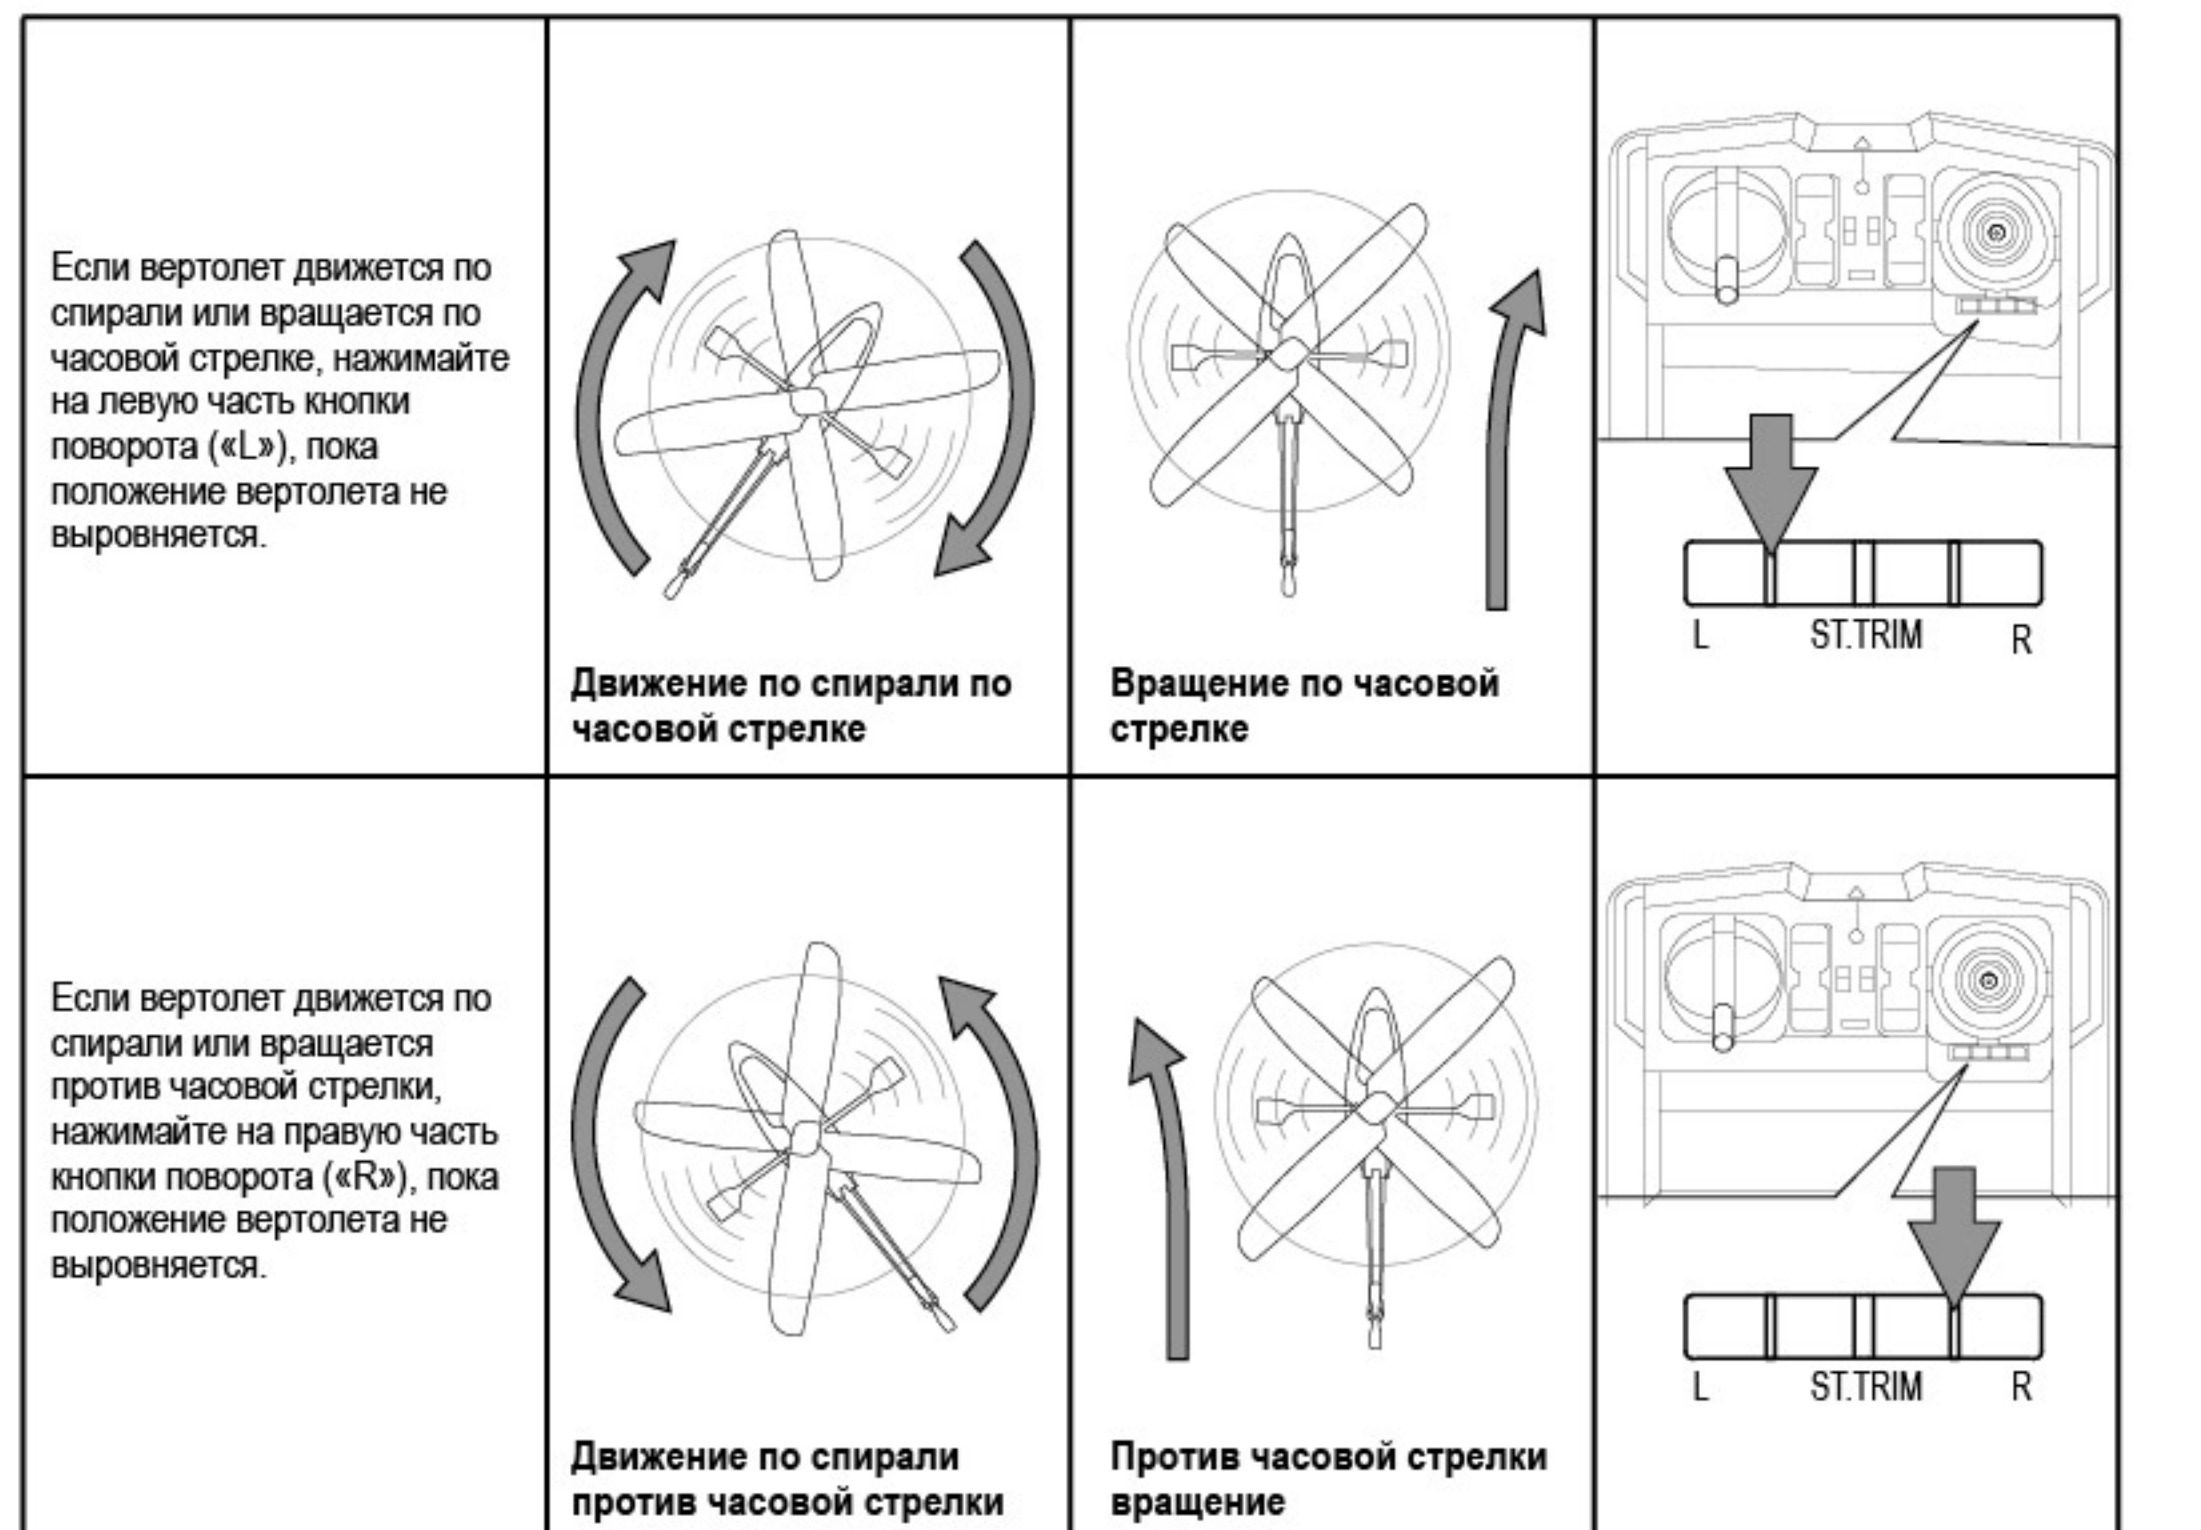 Если вертолет движется по
спирали или вращается по
часовой стрелке, нажимайте
на левую часть кнопки
поворота («L»), пока
положение вертолета не
выровняется.
Движение по спирали по
часовой стрелке
Вращение по часовой
стрелке
L ST.TRIM R
Если вертолет движется по
спирали или вращается
против часовой стрелки,
нажимайте на правую часть
кнопки поворота («R»), пока
положение вертолета не
выровняется.
Движение по спирали
против часовой стрелки
Против часовой стрелки
вращение
L ST.TRIM R